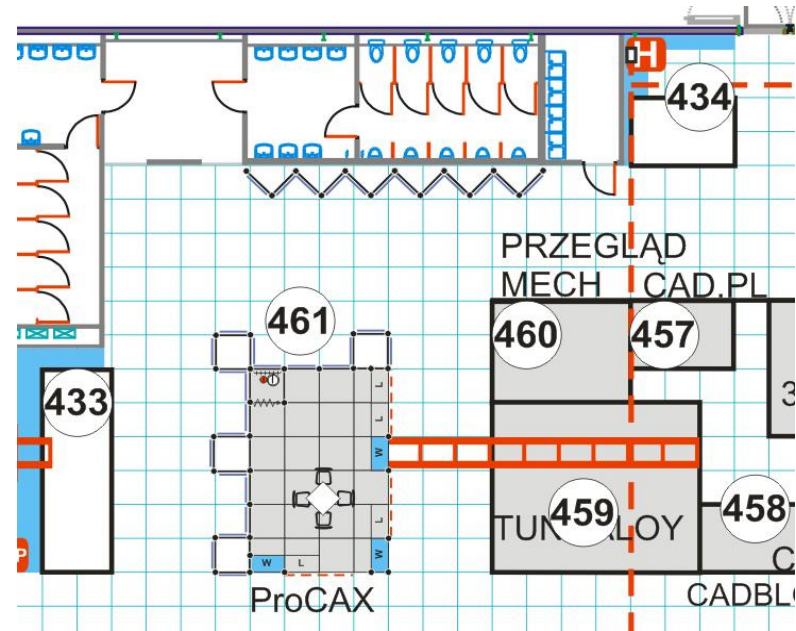 H
434
PRZEGLĄD
MECH
CAD.PL
461
460
457
433
L
L
W
459
458
L
W
W
L
P
ProCAX
CADBL